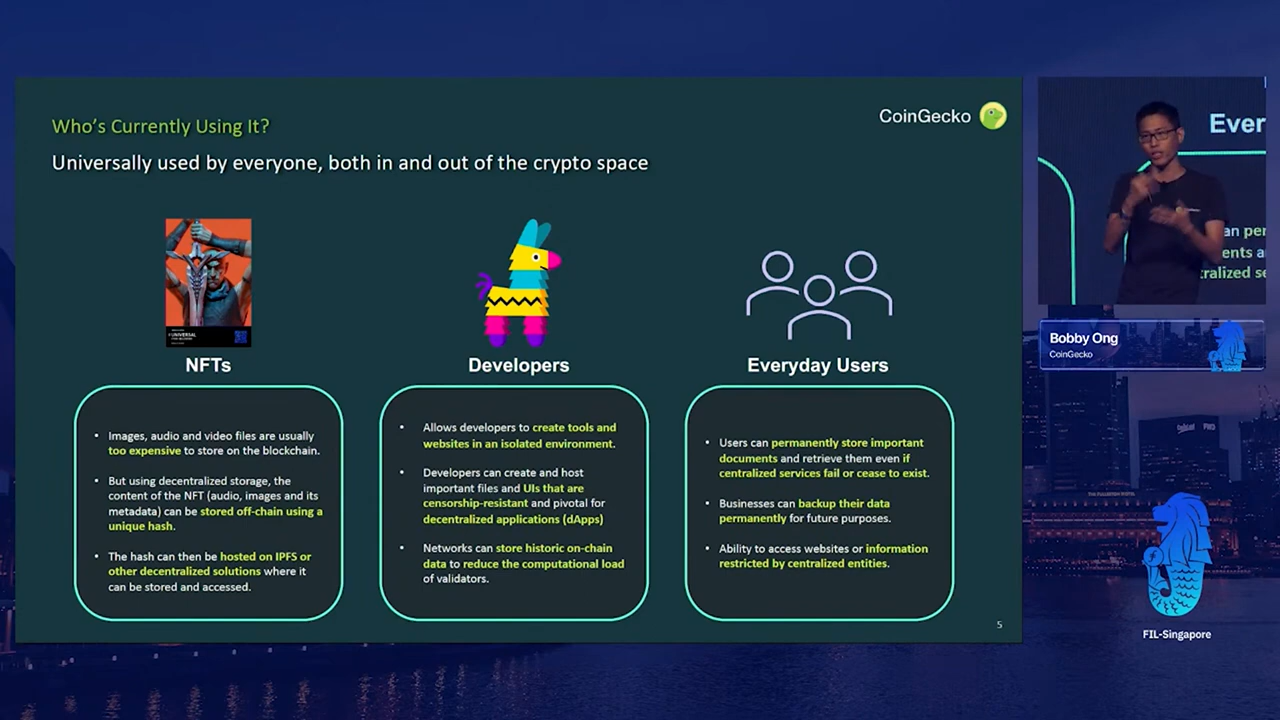 Who's Currently Using It?
CoinGecko
Universally used by everyone, both in and out of the crypto space
UNIVERSAL
NFTs
Images, audio and video files are usually
too expensive to store on the blockchain.
But using decentralized storage, the
content of the NFT (audio, images and its
metadata) can be stored off-chain using a
unique hash.
The hash can then be hosted on IPFS or
other decentralized solutions where it
can be stored and accessed.
Developers
Allows developers to create tools and
websites in an isolated environment.
Developers can create and host
important files and UIs that are
censorship-resistant and pivotal for
decentralized applications (dApps)
Networks can store historic on-chain
data to reduce the computational load
of validators.
Everyday Users
Users can permanently store important
documents and retrieve them even if
centralized services fail or cease to exist.
Businesses can backup their data
permanently for future purposes.
Ability to access websites or information
restricted by centralized entities.
5
Ever
an per
ents a
tralized se
Bobby Ong
CoinGecko
THE FULLERTON HOTEL
FIL-Singapore